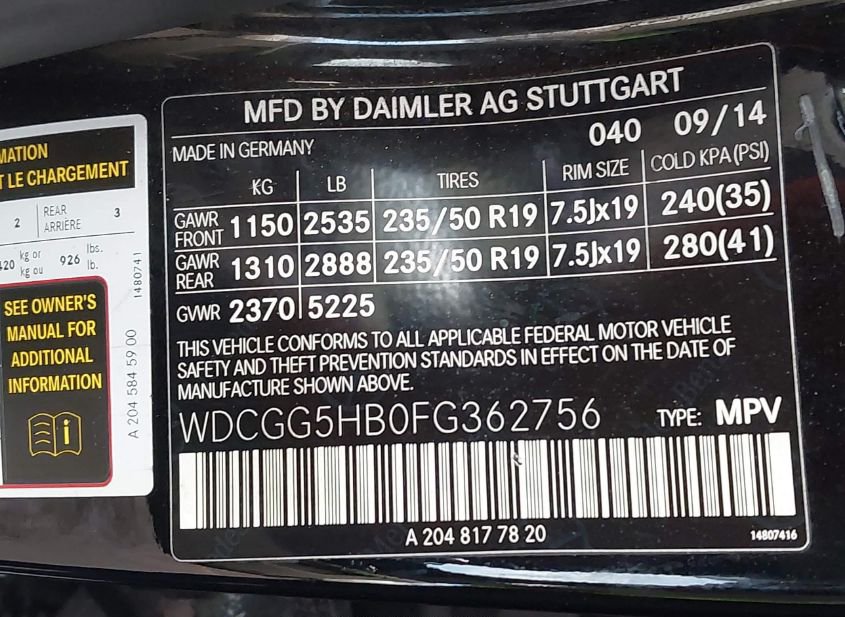 MATION
T LE CHARGEMENT
2 REAR ARRIÈRE 3
420 kg or kg ou 926 lbs. lb.
SEE OWNER'S
MANUAL FOR
ADDITIONAL
INFORMATION
i
A 204 584 59 00
1480741
MFD BY DAIMLER AG STUTTGART
MADE IN GERMANY 040 09/14
KG LB TIRES RIM SIZE COLD KPA (PSI)
GAWR FRONT 1150 2535 235/50 R19 7.5Jx19 240(35)
GAWR REAR 1310 2888 235/50 R19 7.5Jx19 280(41)
GVWR 2370 5225
THIS VEHICLE CONFORMS TO ALL APPLICABLE FEDERAL MOTOR VEHICLE
SAFETY AND THEFT PREVENTION STANDARDS IN EFFECT ON THE DATE OF
MANUFACTURE SHOWN ABOVE.
WDCGG5HB0FG362756 TYPE: MPV
A 204 817 78 20 14807416